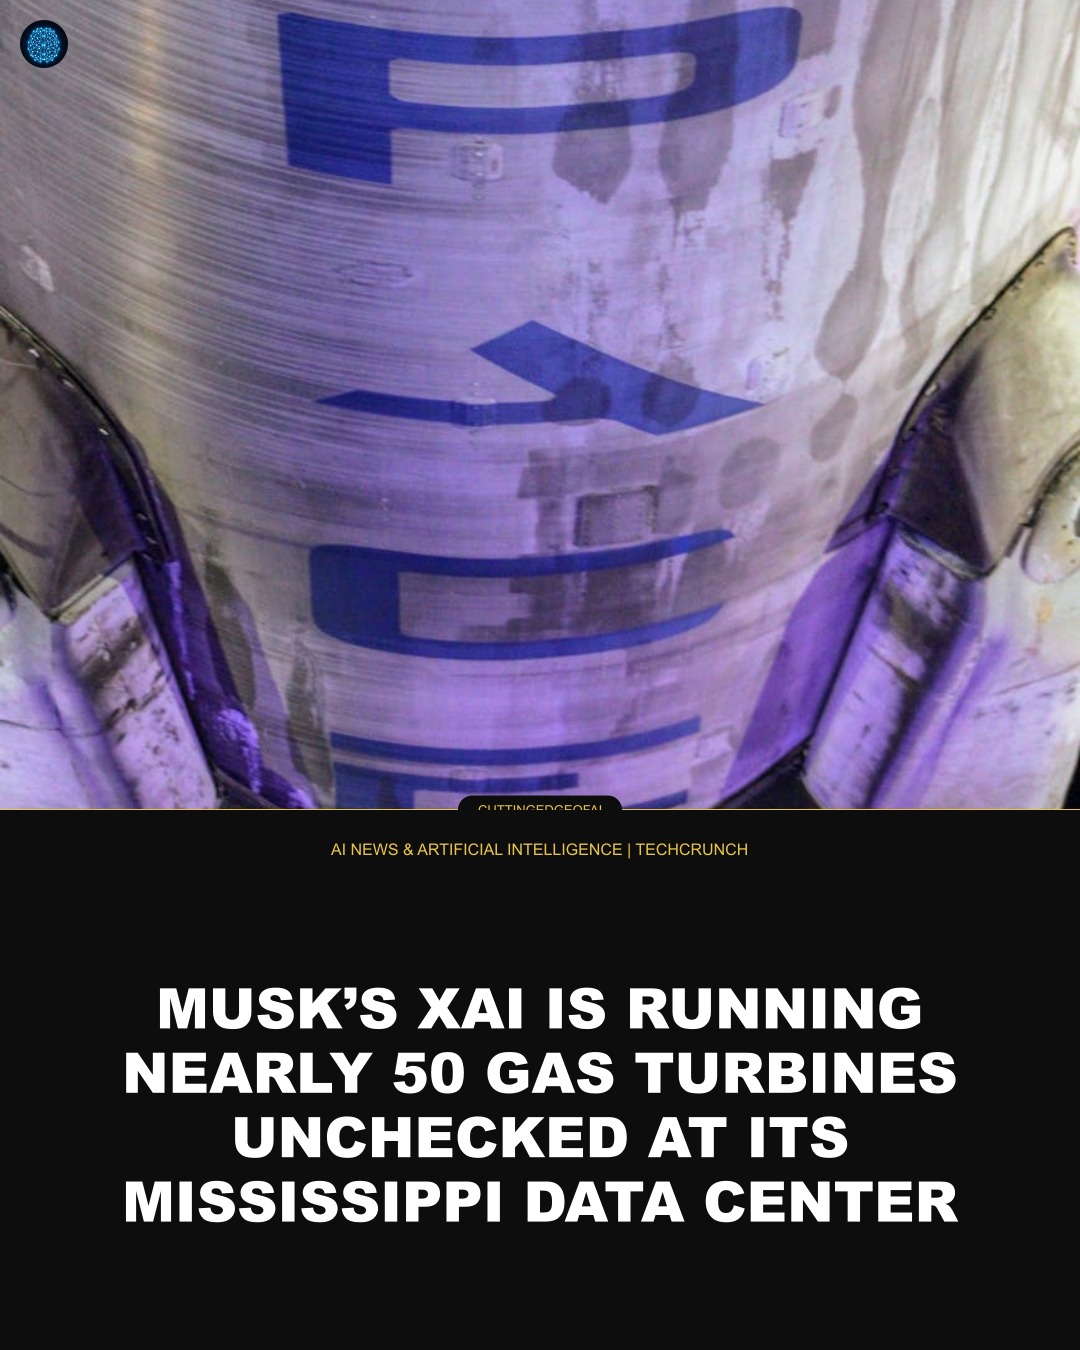 CUTTINGEDGEOFAI
AI NEWS & ARTIFICIAL INTELLIGENCE | TECHCRUNCH
MUSK’S XAI IS RUNNING
NEARLY 50 GAS TURBINES
UNCHECKED AT ITS
MISSISSIPPI DATA CENTER